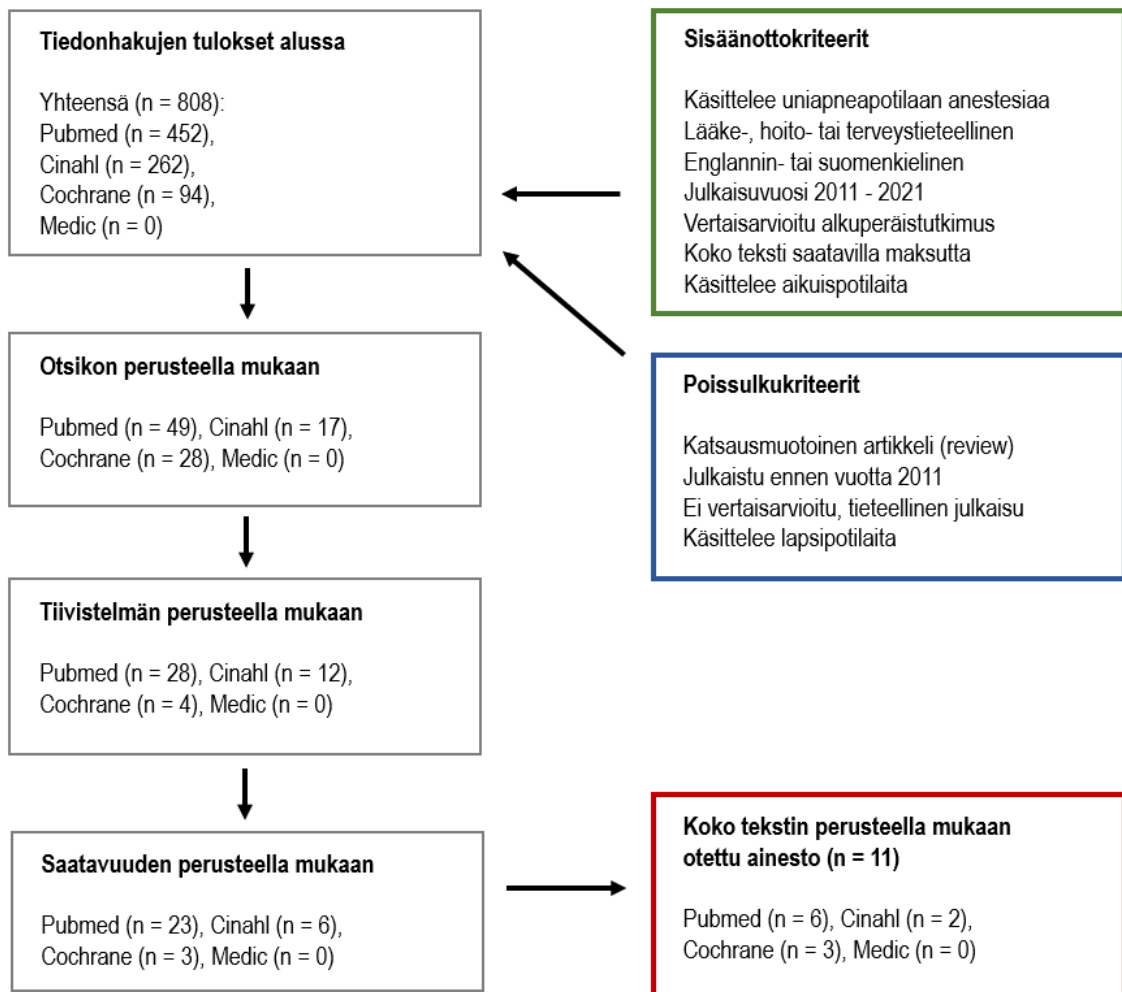 Tiedonhakujen tulokset alussa
Yhteensä (n = 808):
Pubmed (n = 452),
Cinahl (n = 262),
Cochrane (n = 94),
Medic (n = 0)
Sisäänottokriteerit
Käsittelee uniapneapotilaan anestesiaa
Lääke-, hoito- tai terveystieteellinen
Englannin- tai suomenkielinen
Julkaisuvuosi 2011 - 2021
Vertaisarvioitu alkuperäistutkimus
Koko teksti saatavilla maksutta
Käsittelee aikuispotilaita
Otsikon perusteella mukaan
Pubmed (n = 49), Cinahl (n = 17),
Cochrane (n = 28), Medic (n = 0)
Poissulkukriteerit
Katsausmuotoinen artikkeli (review)
Julkaistu ennen vuotta 2011
Ei vertaisarvioitu, tieteellinen julkaisu
Käsittelee lapsipotilaita
Tiivistelmän perusteella mukaan
Pubmed (n = 28), Cinahl (n = 12),
Cochrane (n = 4), Medic (n = 0)
Saatavuuden perusteella mukaan
Pubmed (n = 23), Cinahl (n = 6),
Cochrane (n = 3), Medic (n = 0)
Koko tekstin perusteella mukaan
otettu ainesto (n = 11)
Pubmed (n = 6), Cinahl (n = 2),
Cochrane (n = 3), Medic (n = 0)